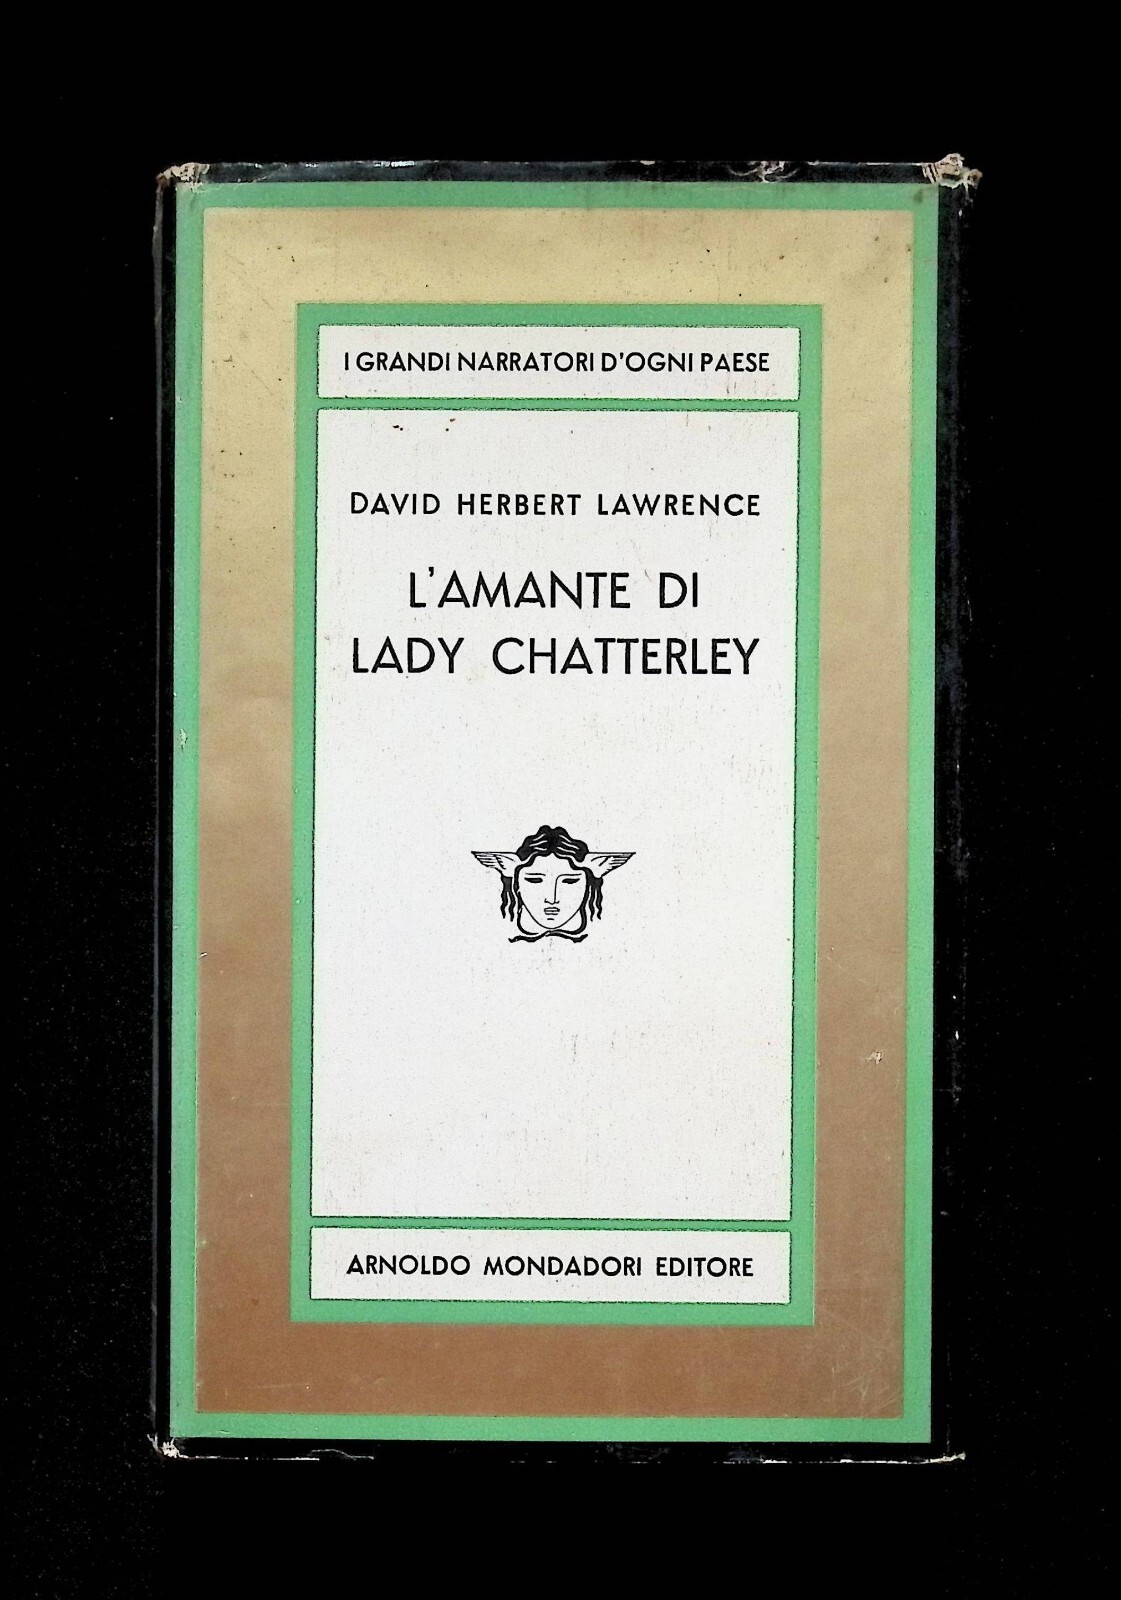 I GRANDI NARRATORI D'OGNI PAESE
DAVID HERBERT LAWRENCE
L'AMANTE DI
LADY CHATTERLEY
ARNOLDO MONDADORI EDITORE